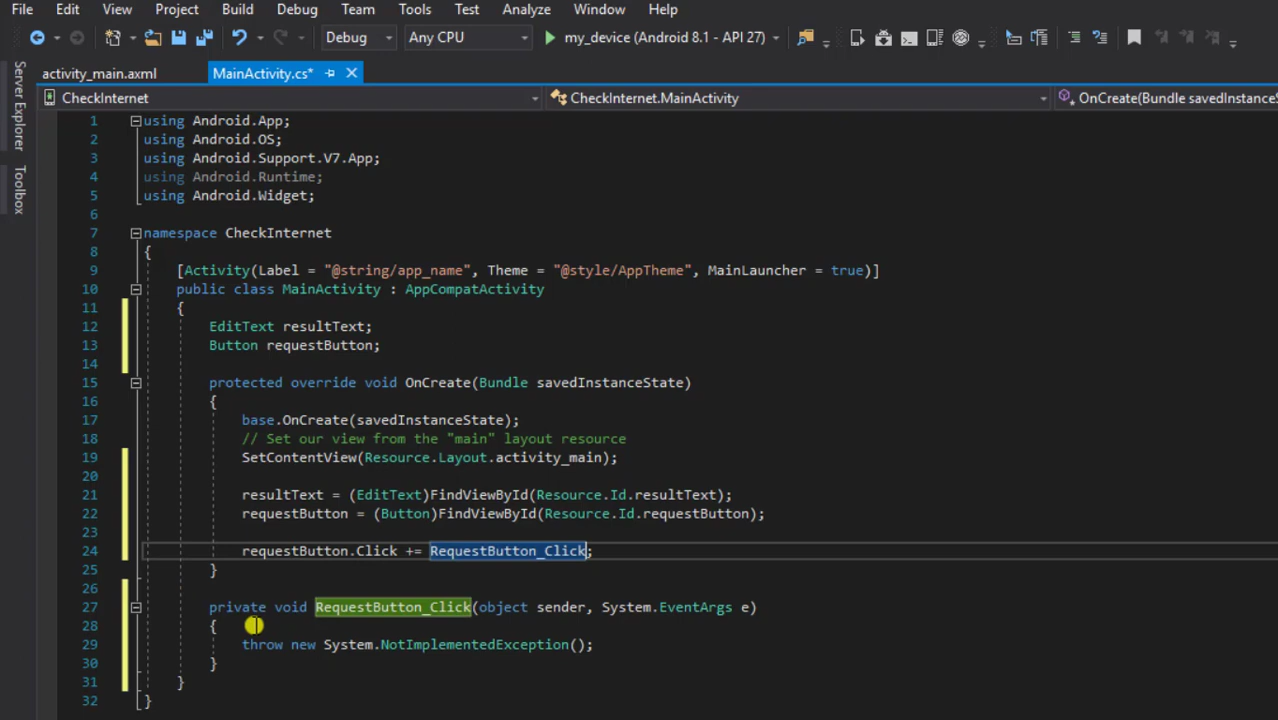 File Edit View Project Build Debug Team Tools Test Analyze Window Help
Debug Any CPU my_device (Android 8.1 - API 27)
activity_main.axml MainActivity.cs*
CheckInternet CheckInternet.MainActivity OnCreate(Bundle savedInstanceS
Server Explorer
Toolbox
1 using Android.App;
2 using Android.OS;
3 using Android.Support.V7.App;
4 using Android.Runtime;
5 using Android.Widget;
6
7 namespace CheckInternet
8 {
9 [Activity(Label = "@string/app_name", Theme = "@style/AppTheme", MainLauncher = true)]
10 public class MainActivity : AppCompatActivity
11 {
12 EditText resultText;
13 Button requestButton;
14
15 protected override void OnCreate(Bundle savedInstanceState)
16 {
17 base.OnCreate(savedInstanceState);
18 // Set our view from the "main" layout resource
19 SetContentView(Resource.Layout.activity_main);
20
21 resultText = (EditText)FindViewById(Resource.Id.resultText);
22 requestButton = (Button)FindViewById(Resource.Id.requestButton);
23
24 requestButton.Click += RequestButton_Click;
25 }
26
27 private void RequestButton_Click(object sender, System.EventArgs e)
28 {
29 throw new System.NotImplementedException();
30 }
31 }
32 }